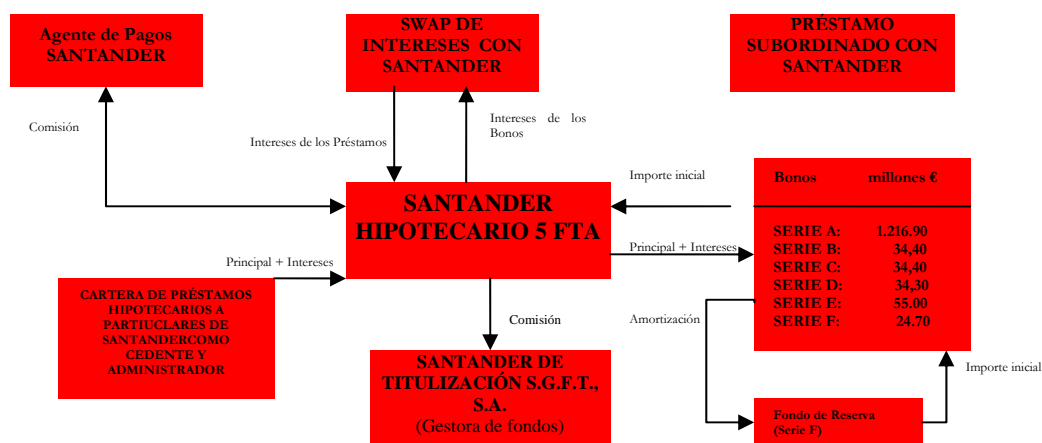 Agente de Pagos
SANTANDER
SWAP DE
INTERESES CON
SANTANDER
PRÉSTAMO
SUBORDINADO CON
SANTANDER
Comisión
Intereses de los Préstamos
Intereses de los
Bonos
SANTANDER
HIPOTECARIO 5 FTA
Importe inicial
Principal + Intereses
Bonos millones €
SERIE A: 1.216.90
SERIE B: 34,40
SERIE C: 34,40
SERIE D: 34,30
SERIE E: 55.00
SERIE F: 24.70
Principal + Intereses
CARTERA DE PRÉSTAMOS
HIPOTECARIOS A
PARTIUCLARES DE
SANTANDERCOMO
CEDENTE Y
ADMINISTRADOR
Comisión
SANTANDER DE
TITULIZACIÓN S.G.F.T.,
S.A.
(Gestora de fondos)
Amortización
Importe inicial
Fondo de Reserva
(Serie F)